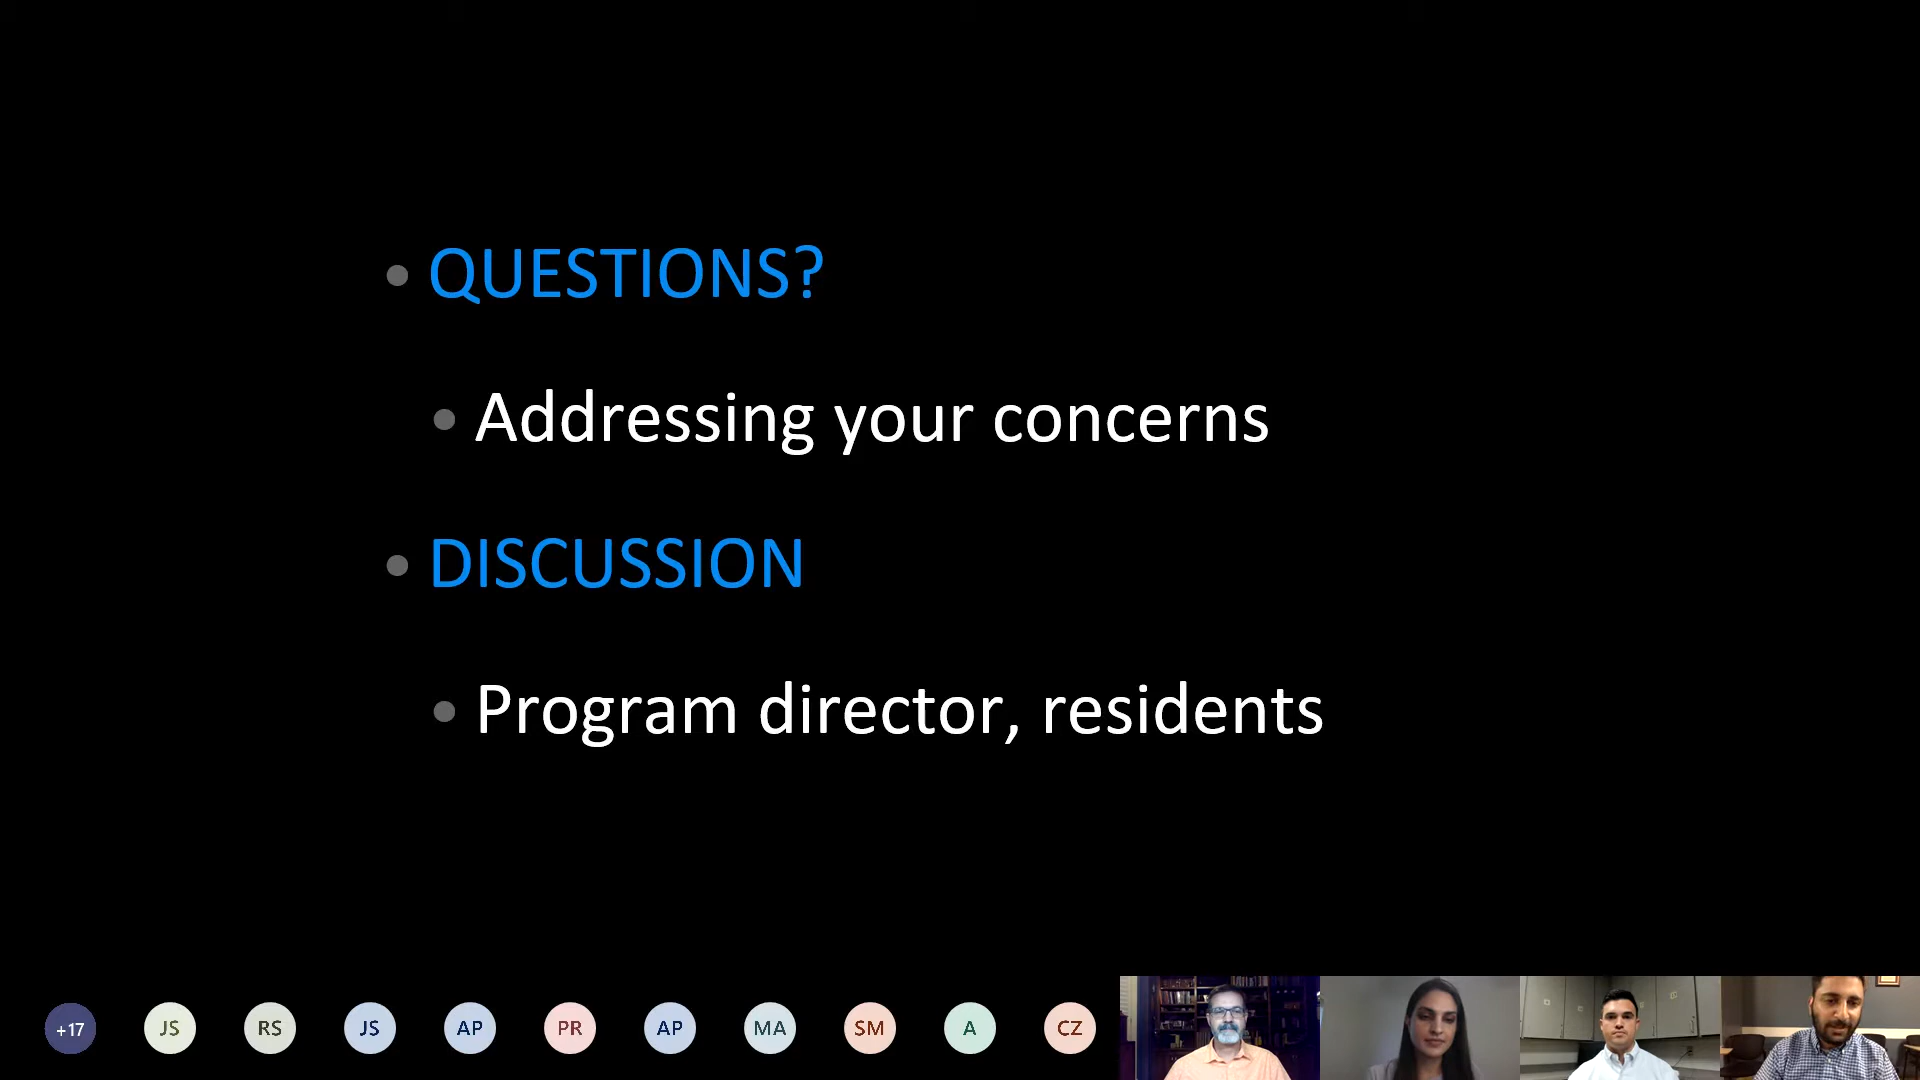 QUESTIONS?
Addressing your concerns
DISCUSSION
Program director, residents
+17 JS RS JS AP PR AP MA SM A CZ